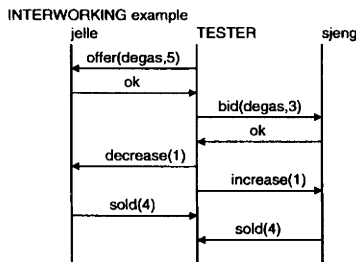 INTERWORKING example
jelle TESTER sjeng
offer(degas,5)
ok
bid(degas,3)
ok
decrease(1)
increase(1)
sold(4)
sold(4)